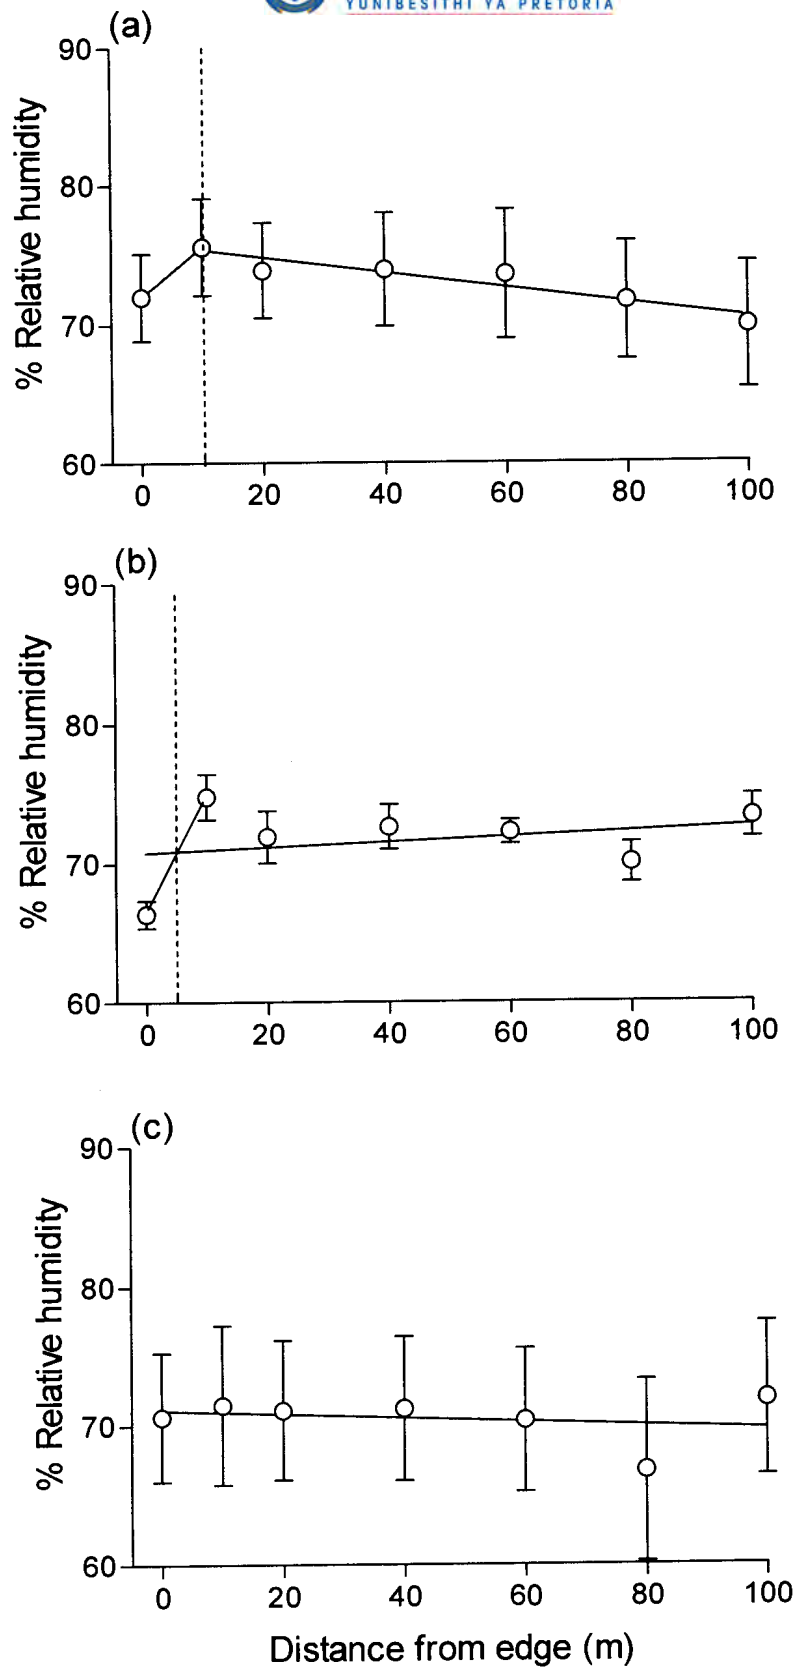 YUNIBESITHI YA PRETORIA
(a)
90
80
70
60
% Relative humidity
0 20 40 60 80 100
(b)
90
80
70
60
% Relative humidity
0 20 40 60 80 100
(c)
90
80
70
60
% Relative humidity
0 20 40 60 80 100
Distance from edge (m)